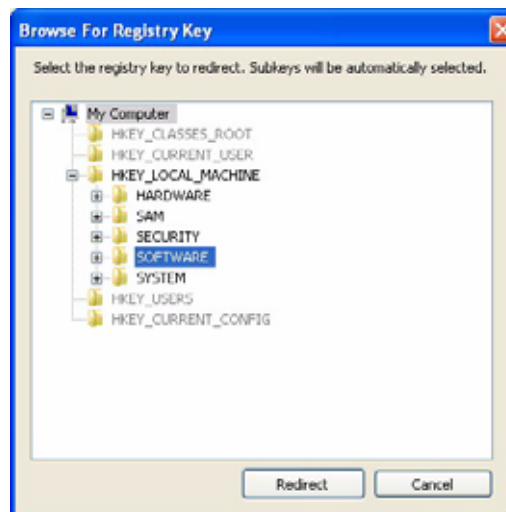 Browse For Registry Key
Select the registry key to redirect. Subkeys will be automatically selected.
My Computer
HKEY_CLASSES_ROOT
HKEY_CURRENT_USER
HKEY_LOCAL_MACHINE
HARDWARE
SAM
SECURITY
SOFTWARE
SYSTEM
HKEY_USERS
HKEY_CURRENT_CONFIG
Redirect Cancel